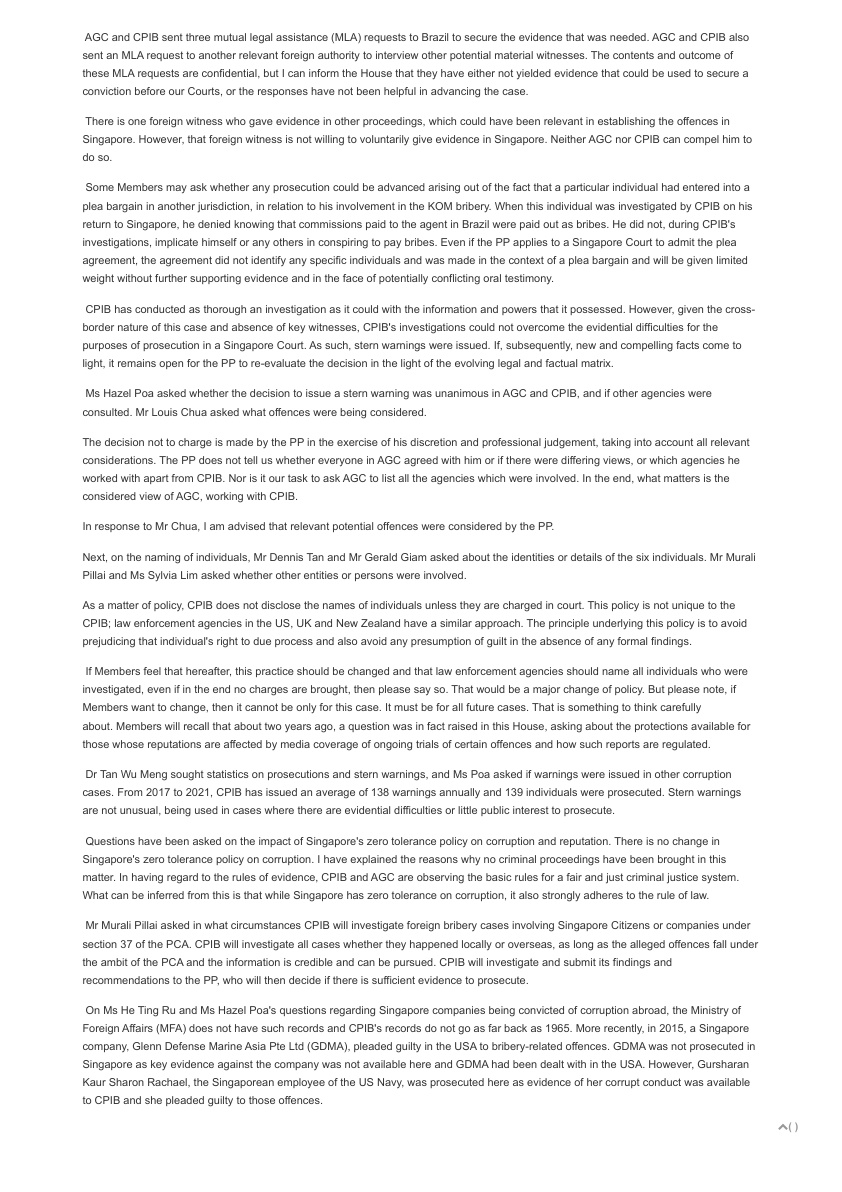 AGC and CPIB sent three mutual legal assistance (MLA) requests to Brazil to secure the evidence that was needed. AGC and CPIB also
sent an MLA request to another relevant foreign authority to interview other potential material witnesses. The contents and outcome of
these MLA requests are confidential, but I can inform the House that they have either not yielded evidence that could be used to secure a
conviction before our Courts, or the responses have not been helpful in advancing the case.
There is one foreign witness who gave evidence in other proceedings, which could have been relevant in establishing the offences in
Singapore. However, that foreign witness is not willing to voluntarily give evidence in Singapore. Neither AGC nor CPIB can compel him to
do so.
Some Members may ask whether any prosecution could be advanced arising out of the fact that a particular individual had entered into a
plea bargain in another jurisdiction, in relation to his involvement in the KOM bribery. When this individual was investigated by CPIB on his
return to Singapore, he denied knowing that commissions paid to the agent in Brazil were paid out as bribes. He did not, during CPIB's
investigations, implicate himself or any others in conspiring to pay bribes. Even if the PP applies to a Singapore Court to admit the plea
agreement, the agreement did not identify any specific individuals and was made in the context of a plea bargain and will be given limited
weight without further supporting evidence and in the face of potentially conflicting oral testimony.
CPIB has conducted as thorough an investigation as it could with the information and powers that it possessed. However, given the cross-
border nature of this case and absence of key witnesses, CPIB's investigations could not overcome the evidential difficulties for the
purposes of prosecution in a Singapore Court. As such, stern warnings were issued. If, subsequently, new and compelling facts come to
light, it remains open for the PP to re-evaluate the decision in the light of the evolving legal and factual matrix.
Ms Hazel Poa asked whether the decision to issue a stern warning was unanimous in AGC and CPIB, and if other agencies were
consulted. Mr Louis Chua asked what offences were being considered.
The decision not to charge is made by the PP in the exercise of his discretion and professional judgement, taking into account all relevant
considerations. The PP does not tell us whether everyone in AGC agreed with him or if there were differing views, or which agencies he
worked with apart from CPIB. Nor is it our task to ask AGC to list all the agencies which were involved. In the end, what matters is the
considered view of AGC, working with CPIB.
In response to Mr Chua, I am advised that relevant potential offences were considered by the PP.
Next, on the naming of individuals, Mr Dennis Tan and Mr Gerald Giam asked about the identities or details of the six individuals. Mr Murali
Pillai and Ms Sylvia Lim asked whether other entities or persons were involved.
As a matter of policy, CPIB does not disclose the names of individuals unless they are charged in court. This policy is not unique to the
CPIB; law enforcement agencies in the US, UK and New Zealand have a similar approach. The principle underlying this policy is to avoid
prejudicing that individual's right to due process and also avoid any presumption of guilt in the absence of any formal findings.
If Members feel that hereafter, this practice should be changed and that law enforcement agencies should name all individuals who were
investigated, even if in the end no charges are brought, then please say so. That would be a major change of policy. But please note, if
Members want to change, then it cannot be only for this case. It must be for all future cases. That is something to think carefully
about. Members will recall that about two years ago, a question was in fact raised in this House, asking about the protections available for
those whose reputations are affected by media coverage of ongoing trials of certain offences and how such reports are regulated.
Dr Tan Wu Meng sought statistics on prosecutions and stern warnings, and Ms Poa asked if warnings were issued in other corruption
cases. From 2017 to 2021, CPIB has issued an average of 138 warnings annually and 139 individuals were prosecuted. Stern warnings
are not unusual, being used in cases where there are evidential difficulties or little public interest to prosecute.
Questions have been asked on the impact of Singapore's zero tolerance policy on corruption and reputation. There is no change in
Singapore's zero tolerance policy on corruption. I have explained the reasons why no criminal proceedings have been brought in this
matter. In having regard to the rules of evidence, CPIB and AGC are observing the basic rules for a fair and just criminal justice system.
What can be inferred from this is that while Singapore has zero tolerance on corruption, it also strongly adheres to the rule of law.
Mr Murali Pillai asked in what circumstances CPIB will investigate foreign bribery cases involving Singapore Citizens or companies under
section 37 of the PCA. CPIB will investigate all cases whether they happened locally or overseas, as long as the alleged offences fall under
the ambit of the PCA and the information is credible and can be pursued. CPIB will investigate and submit its findings and
recommendations to the PP, who will then decide if there is sufficient evidence to prosecute.
On Ms He Ting Ru and Ms Hazel Poa's questions regarding Singapore companies being convicted of corruption abroad, the Ministry of
Foreign Affairs (MFA) does not have such records and CPIB's records do not go as far back as 1965. More recently, in 2015, a Singapore
company, Glenn Defense Marine Asia Pte Ltd (GDMA), pleaded guilty in the USA to bribery-related offences. GDMA was not prosecuted in
Singapore as key evidence against the company was not available here and GDMA had been dealt with in the USA. However, Gursharan
Kaur Sharon Rachael, the Singaporean employee of the US Navy, was prosecuted here as evidence of her corrupt conduct was available
to CPIB and she pleaded guilty to those offences.
( )